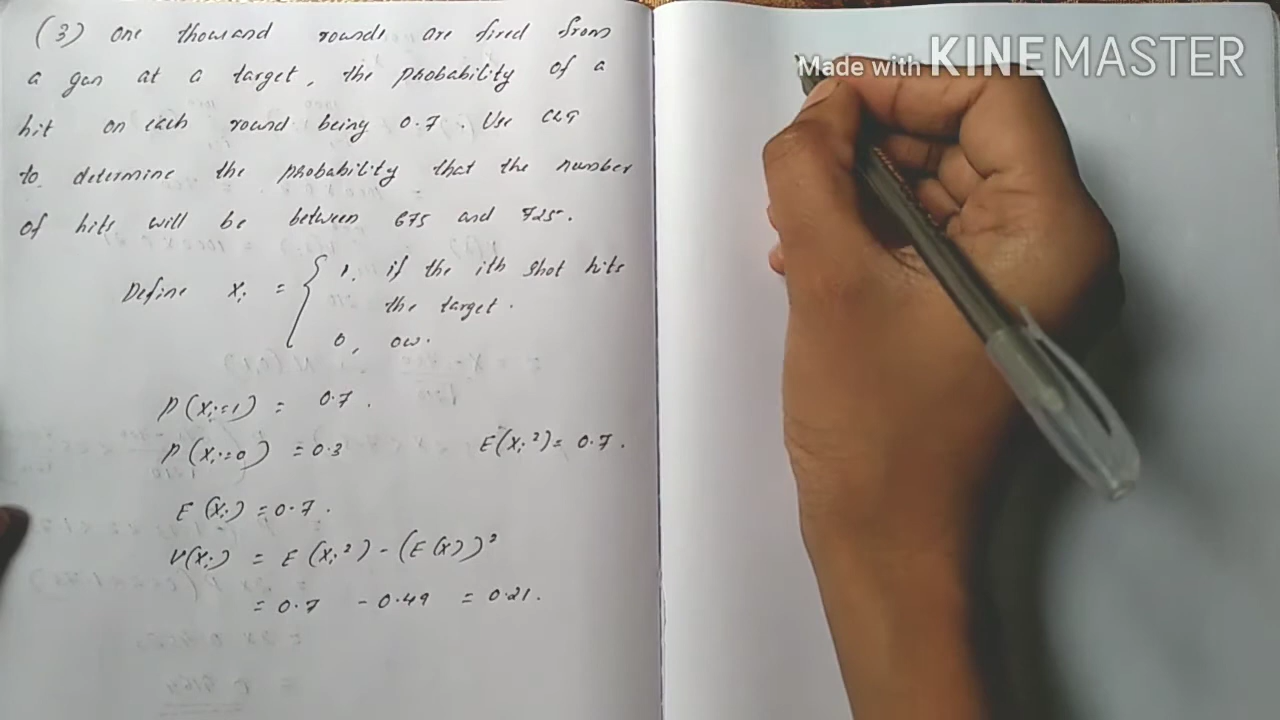 (3) One thousand rounds are fired from
a gun at a target, the probability of a
hit on each round being 0.7. Use CLT
to determine the probability that the number
of hits will be between 675 and 725.
Define Xi = { 1, if the ith shot hits
the target.
0, ow.
P(Xi=1) = 0.7.
P(Xi=0) = 0.3
E(Xi²) = 0.7.
E(Xi) = 0.7.
V(Xi) = E(Xi²) - (E(X))²
= 0.7 - 0.49 = 0.21.
Made with KINEMASTER